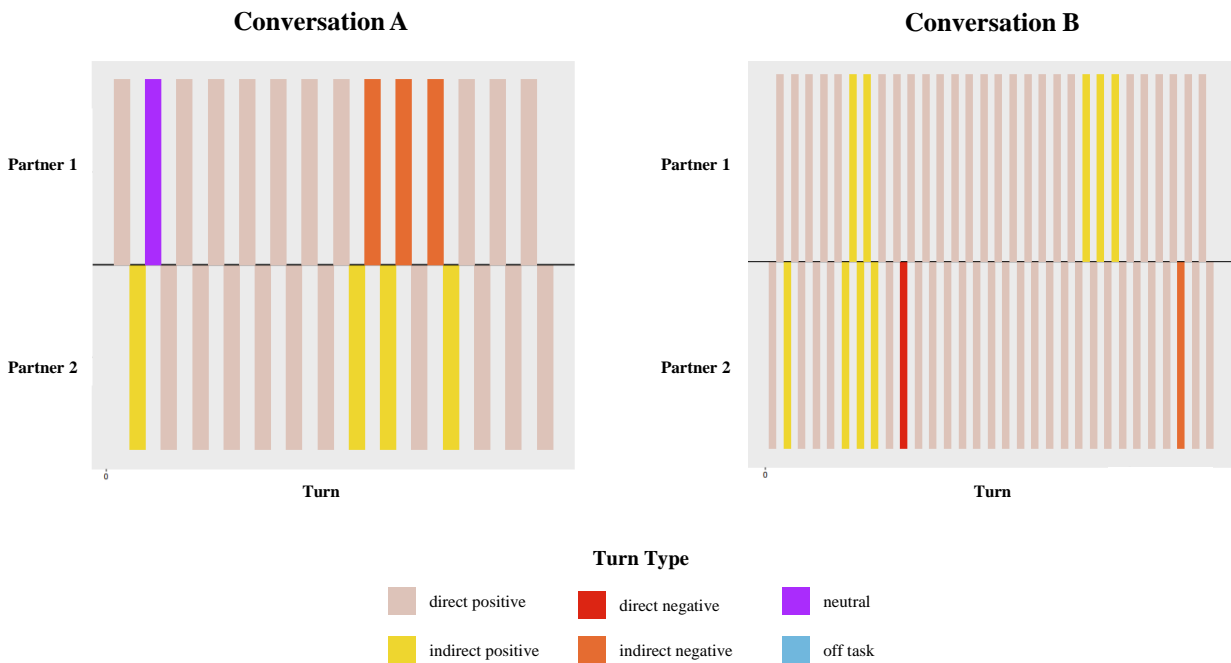 Conversation A
Conversation B
Partner 1
Partner 1
Partner 2
Partner 2
0
0
Turn
Turn
Turn Type
direct positive
direct negative
neutral
indirect positive
indirect negative
off task